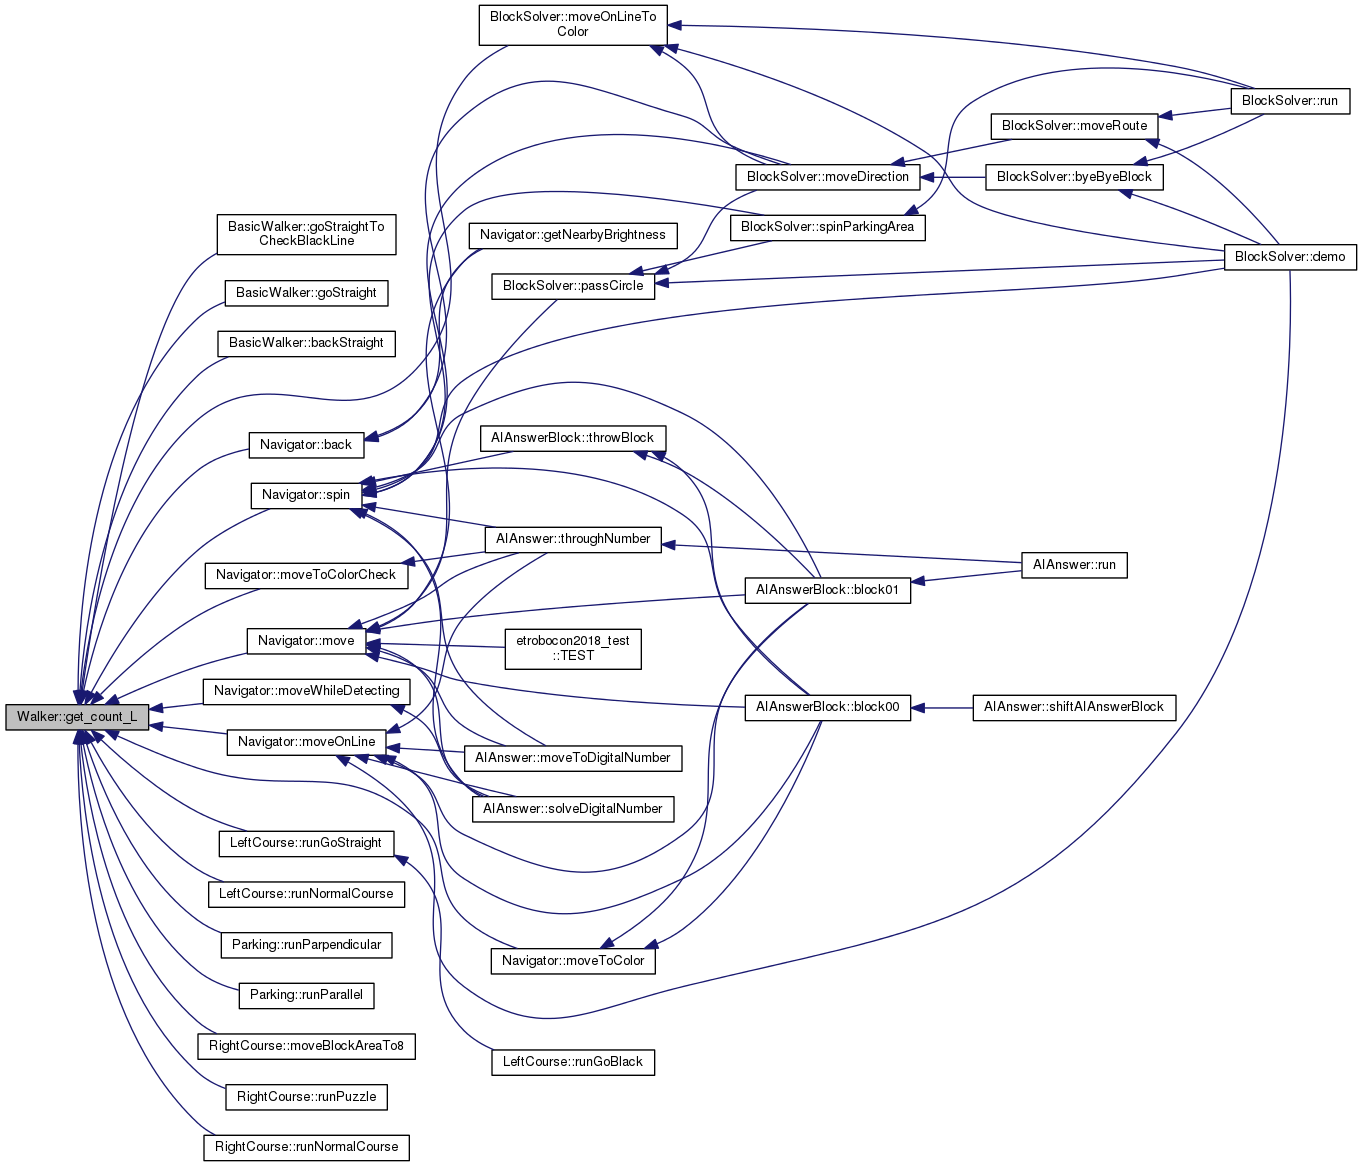 BlockSolver::moveOnLineTo
Color
BlockSolver::run
BlockSolver::moveRoute
BlockSolver::moveDirection
BlockSolver::byeByeBlock
BasicWalker::goStraightTo
CheckBlackLine
Navigator::getNearbyBrightness
BlockSolver::spinParkingArea
BlockSolver::demo
BasicWalker::goStraight
BlockSolver::passCircle
BasicWalker::backStraight
Navigator::back
AIAnswerBlock::throwBlock
Navigator::spin
AIAnswer::throughNumber
AIAnswer::run
Navigator::moveToColorCheck
AIAnswerBlock::block01
Navigator::move
etrobocon2018_test
::TEST
Navigator::moveWhileDetecting
Walker::get_count_L
AIAnswerBlock::block00
AIAnswer::shiftAIAnswerBlock
Navigator::moveOnLine
AIAnswer::moveToDigitalNumber
AIAnswer::solveDigitalNumber
LeftCourse::runGoStraight
LeftCourse::runNormalCourse
Parking::runParpendicular
Navigator::moveToColor
Parking::runParallel
RightCourse::moveBlockAreaTo8
LeftCourse::runGoBlack
RightCourse::runPuzzle
RightCourse::runNormalCourse